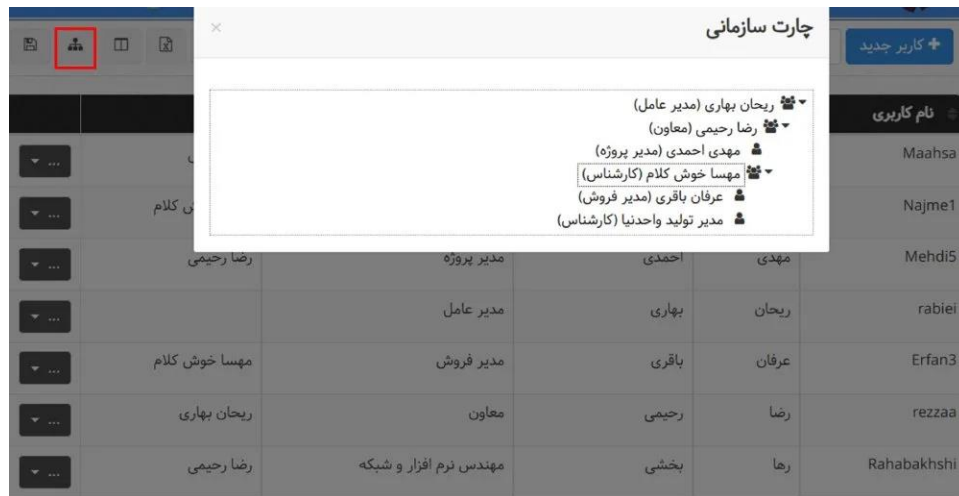 چارت سازمانی
×
+ کاربر جدید
ریحان بهاری (مدیر عامل)
رضا رحیمی (معاون)
مهدی احمدی (مدیر پروژه)
مهسا خوش کلام (کارشناس)
عرفان باقری (مدیر فروش)
مدیر تولید واحدنیا (کارشناس)
نام کاربری
Maahsa ...
Najme1 کلام ...
Mehdi5 مهدی احمدی مدیر پروژه رضا رحیمی ...
rabiei ریحان بهاری مدیر عامل ...
Erfan3 عرفان باقری مدیر فروش مهسا خوش کلام ...
rezzaa رضا رحیمی معاون ریحان بهاری ...
Rahabakhshi رها بخشی مهندس نرم افزار و شبکه رضا رحیمی ...